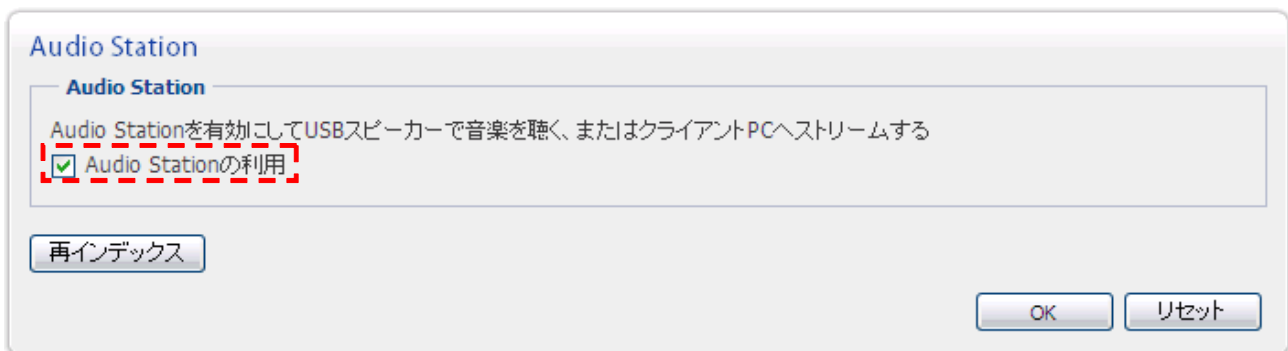 Audio Station
Audio Station
Audio Stationを有効にしてUSBスピーカーで音楽を聴く、またはクライアントPCへストリームする
Audio Stationの利用
再インデックス
OK
リセット